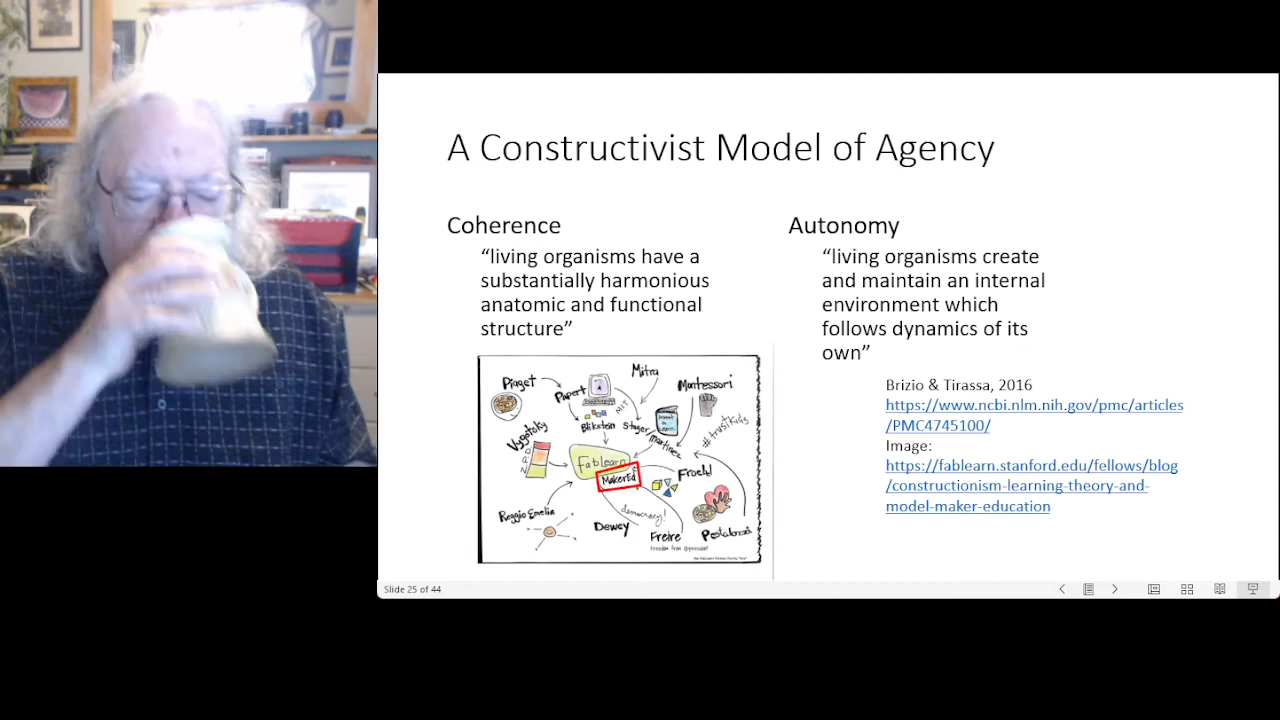 A Constructivist Model of Agency
Coherence
“living organisms have a
substantially harmonious
anatomic and functional
structure”
Autonomy
“living organisms create
and maintain an internal
environment which
follows dynamics of its
own”
Piaget
Papert
Mitra
Montessori
MIT
Blikstein
Stager
Martinez
#trustkids
Vygotsky
Fablearn
MakerEd
Froebl
Reggio Emelia
democracy!
Dewey
Freire
Pestalozzi
Brizio & Tirassa, 2016
https://www.ncbi.nlm.nih.gov/pmc/articles
/PMC4745100/
Image:
https://fablearn.stanford.edu/fellows/blog
/constructionism-learning-theory-and-
model-maker-education
Slide 25 of 44